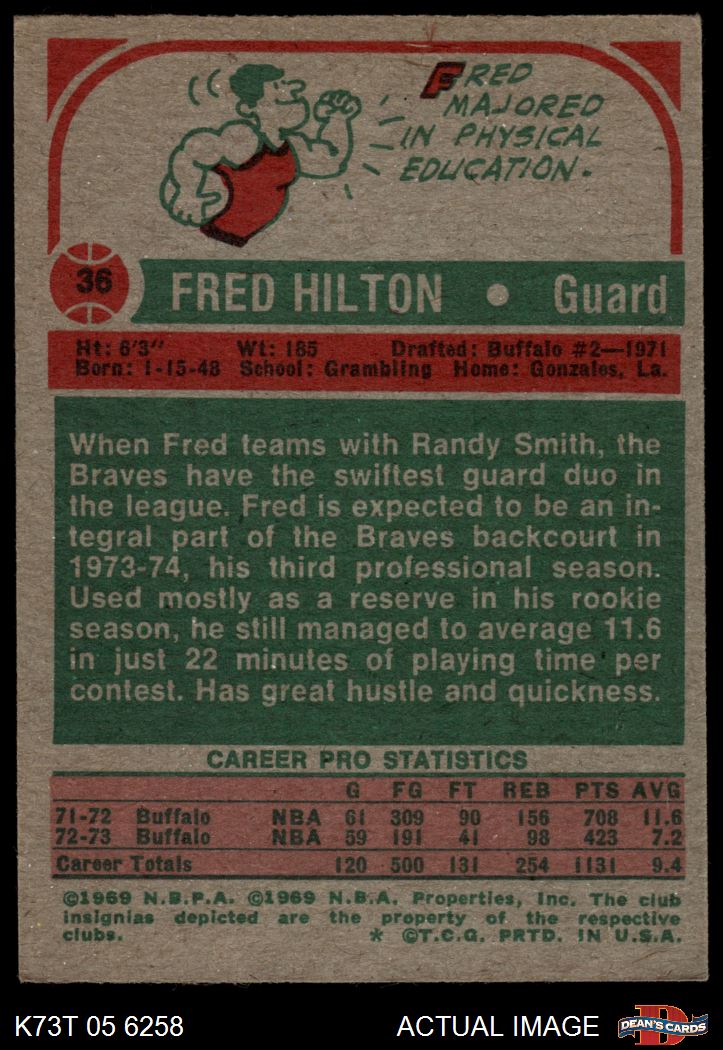 FRED
MAJORED
IN PHYSICAL
EDUCATION.
36
FRED HILTON • Guard
Ht: 6'3" Wt: 185 Drafted: Buffalo #2—1971
Born: 1-15-48 School: Grambling Home: Gonzales, La.
When Fred teams with Randy Smith, the
Braves have the swiftest guard duo in
the league. Fred is expected to be an in-
tegral part of the Braves backcourt in
1973-74, his third professional season.
Used mostly as a reserve in his rookie
season, he still managed to average 11.6
in just 22 minutes of playing time per
contest. Has great hustle and quickness.
CAREER PRO STATISTICS
G FG FT REB PTS AVG
71-72 Buffalo NBA 61 309 90 156 708 11.6
72-73 Buffalo NBA 59 191 41 98 423 7.2
Career Totals 120 500 131 254 1131 9.4
©1969 N.B.P.A. ©1969 N.B.A. Properties, Inc. The club
insignias depicted are the property of the respective
clubs. * ©T.C.G. PRTD. IN U.S.A.
K73T 05 6258 ACTUAL IMAGE
D
DEAN'S CARDS